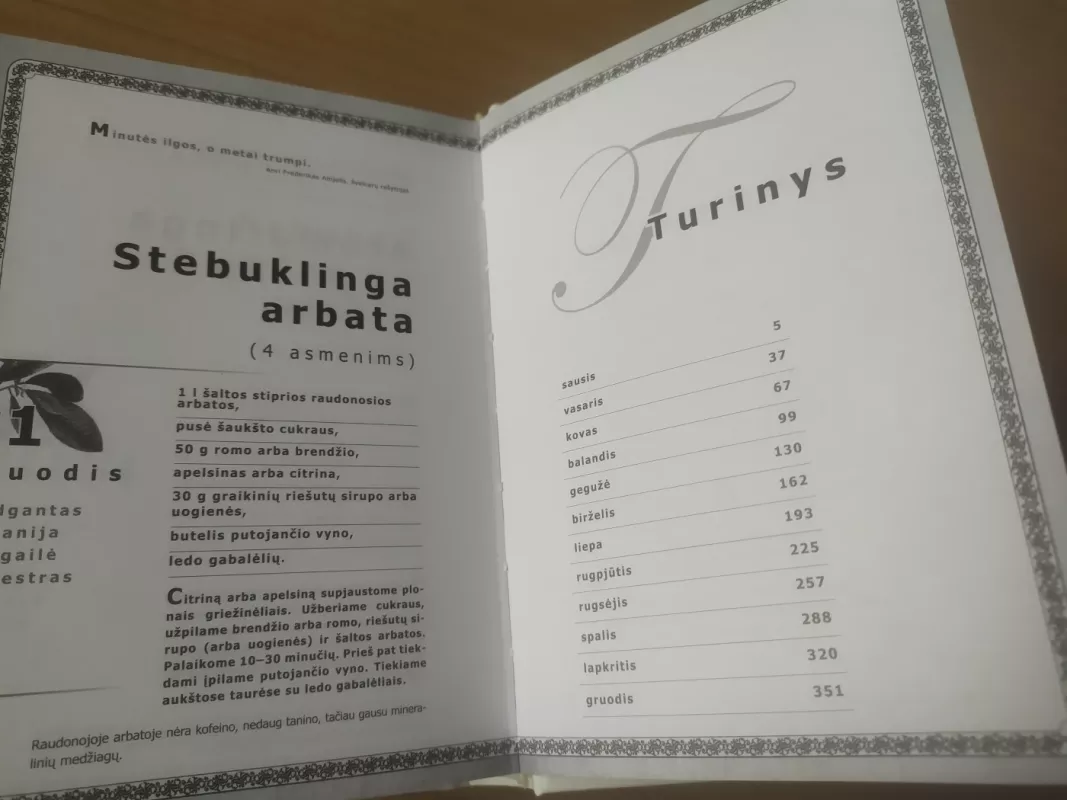 Minutės ilgos, o metai trumpi.
Stebuklinga
arbata
(4 asmenims)
1 l šaltos stiprios raudonosios
arbatos,
pusė šaukšto cukraus,
50 g romo arba brendžio,
apelsinas arba citrina,
30 g graikinių riešutų sirupo arba
uogienės,
butelis putojančio vyno,
ledo gabalėlių.
Citriną arba apelsiną supjaustome plo-
nais griežinėliais. Užberiame cukraus,
užpilame brendžio arba romo, riešutų si-
rupo (arba uogienės) ir šaltos arbatos.
Palaikome 10–30 minučių. Prieš pat tiek-
dami įpilame putojančio vyno. Tiekiame
aukštose taurėse su ledo gabalėliais.
1
uodis
lgantas
anija
gailė
estras
Raudonojoje arbatoje nėra kofeino, nedaug tanino, tačiau gausu minera-
linių medžiagų.
T
Turinys
sausis 5
vasaris 37
kovas 67
balandis 99
gegužė 130
birželis 162
liepa 193
rugpjūtis 225
rugsėjis 257
spalis 288
lapkritis 320
gruodis 351